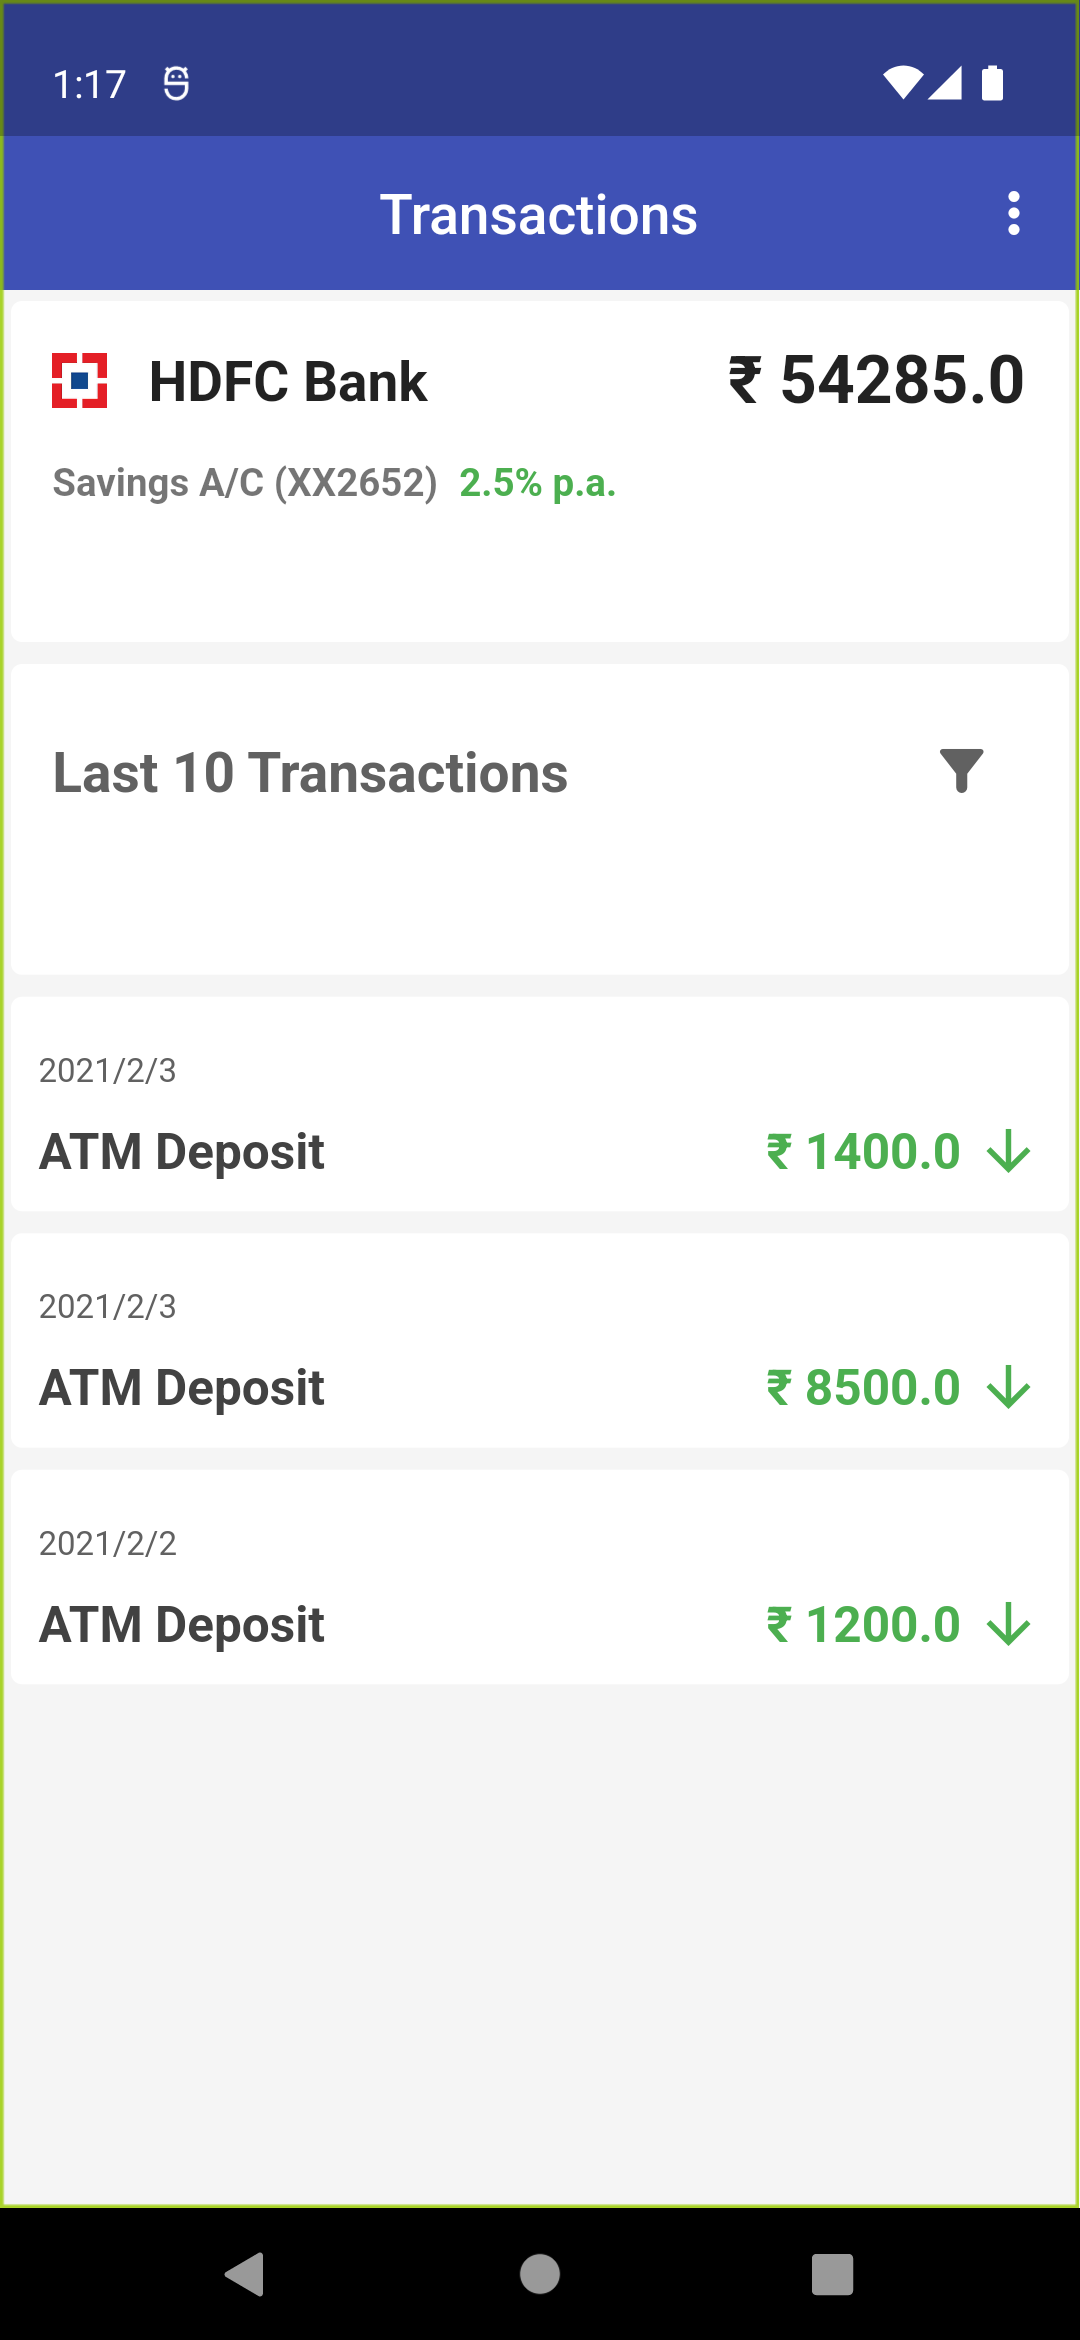 1:17
Transactions
HDFC Bank ₹ 54285.0
Savings A/C (XX2652) 2.5% p.a.
Last 10 Transactions
2021/2/3
ATM Deposit ₹ 1400.0
2021/2/3
ATM Deposit ₹ 8500.0
2021/2/2
ATM Deposit ₹ 1200.0